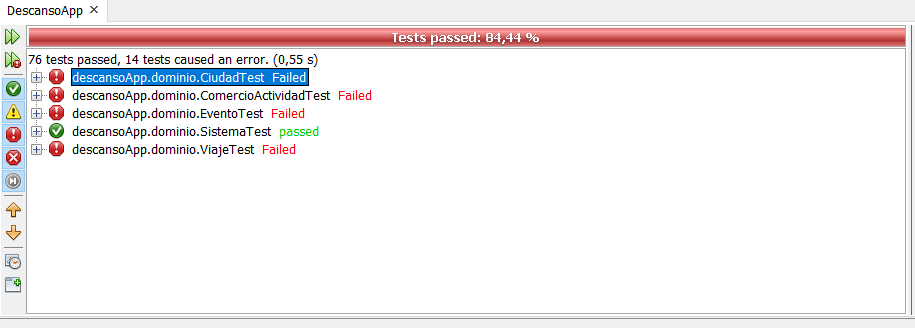 DescansoApp
Tests passed: 84,44 %
76 tests passed, 14 tests caused an error. (0,55 s)
descansoApp.dominio.CiudadTest Failed
descansoApp.dominio.ComercioActividadTest Failed
descansoApp.dominio.EventoTest Failed
descansoApp.dominio.SistemaTest passed
descansoApp.dominio.ViajeTest Failed